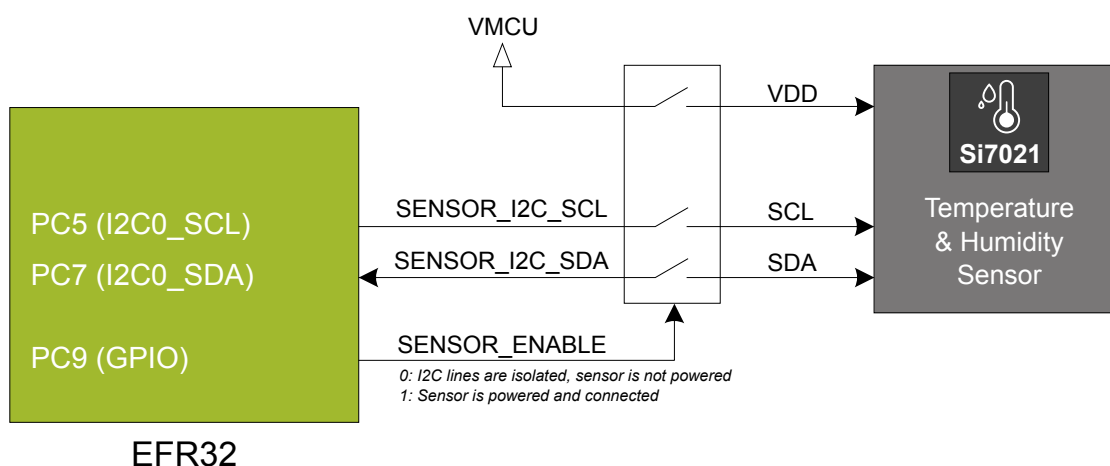 VMCU
VDD
Si7021
Temperature
& Humidity
Sensor
PC5 (I2C0_SCL)
SENSOR_I2C_SCL
SCL
PC7 (I2C0_SDA)
SENSOR_I2C_SDA
SDA
PC9 (GPIO)
SENSOR_ENABLE
0: I2C lines are isolated, sensor is not powered
1: Sensor is powered and connected
EFR32